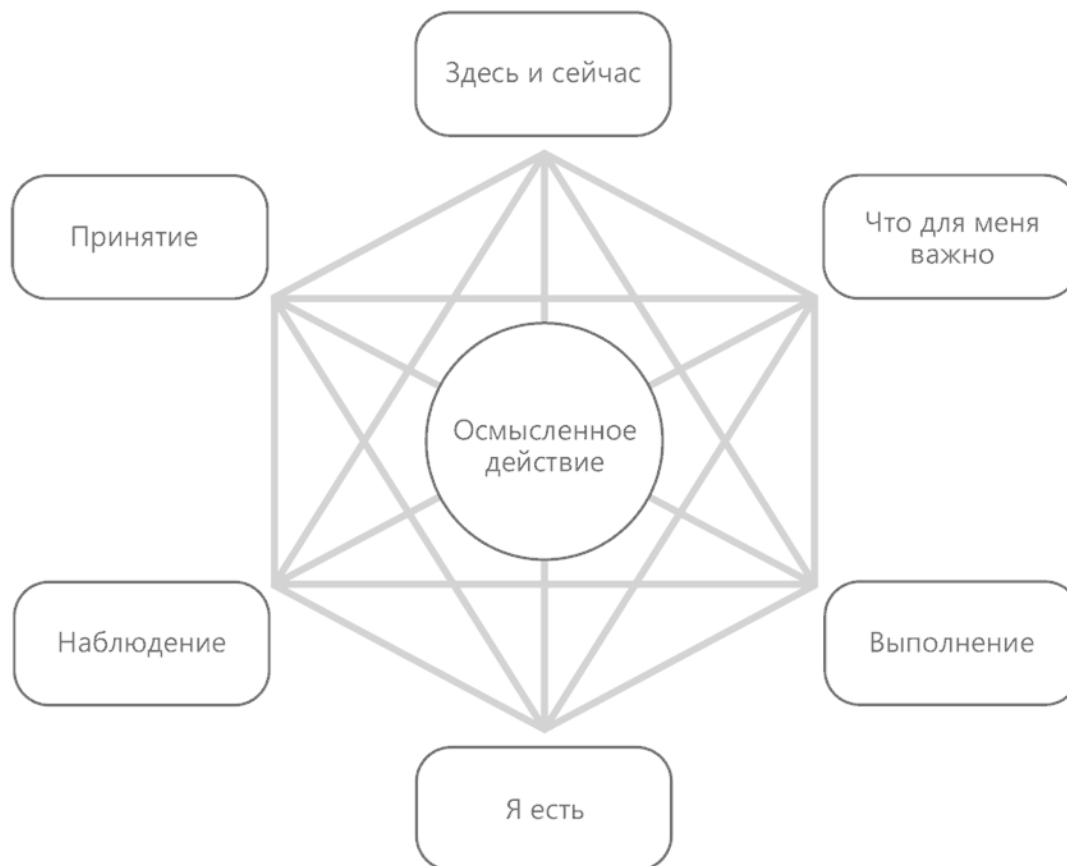 Здесь и сейчас
Принятие
Что для меня
важно
Осмысленное
действие
Наблюдение
Выполнение
Я есть